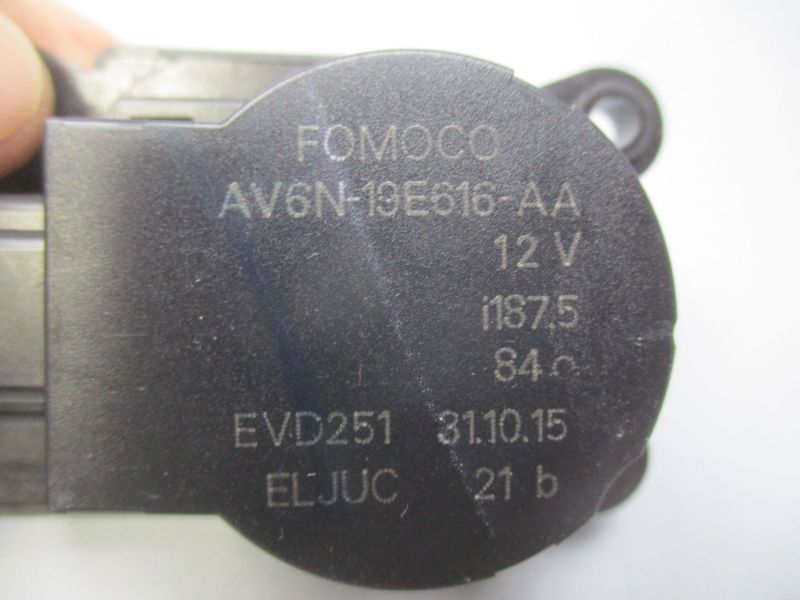 FOMOCO
AV6N-19E616-AA
12 V
i187.5
84 o
EVD251 31.10.15
ELJUC 21 b